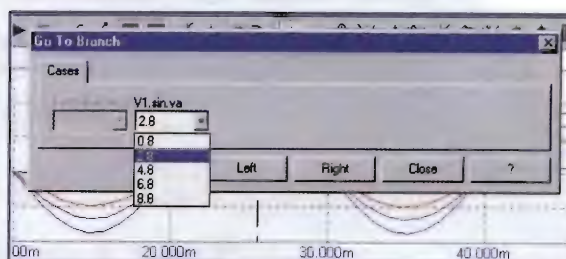 Go To Branch
Cases
V1.sin.va
2.8
0.8
2.8
4.8
6.8
8.8
Left
Right
Close
?
00m
20.000m
30.000m
40.000m